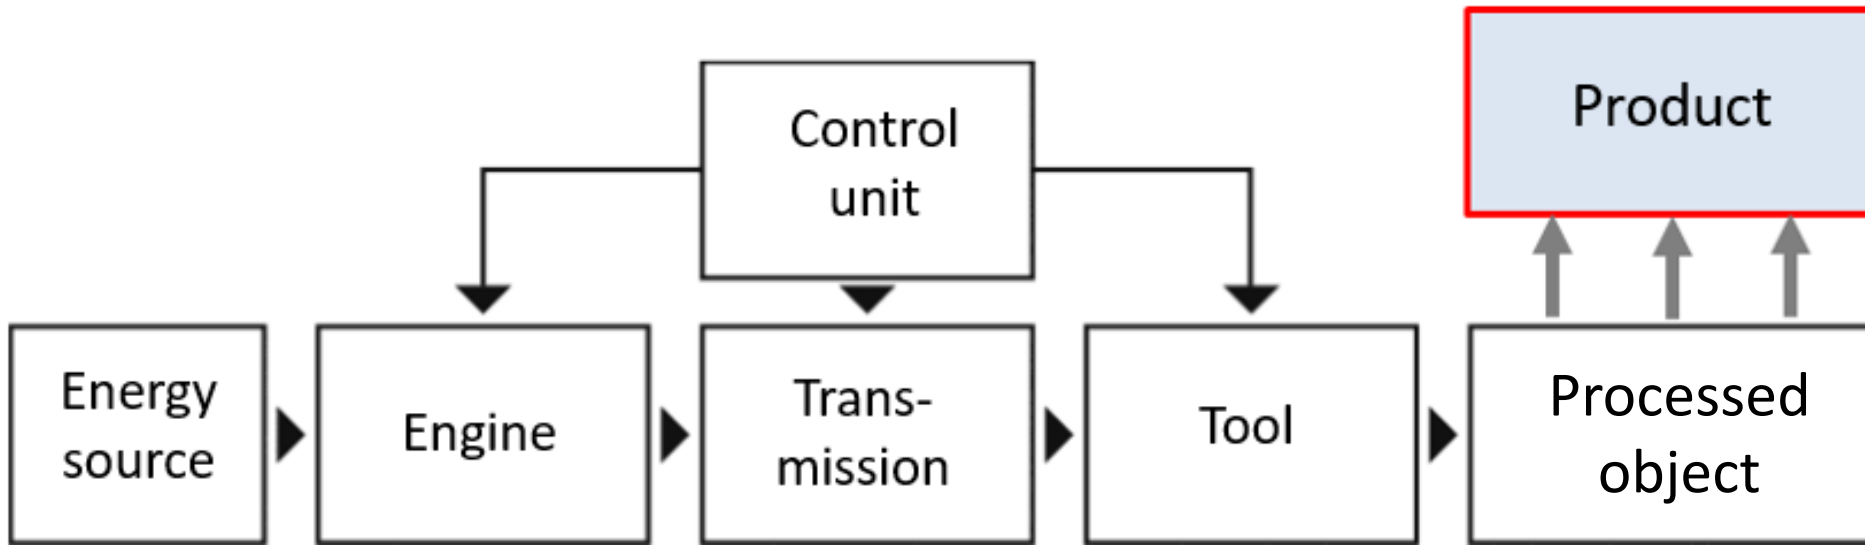 Product
Control
unit
Energy
source
Engine
Trans-
mission
Tool
Processed
object